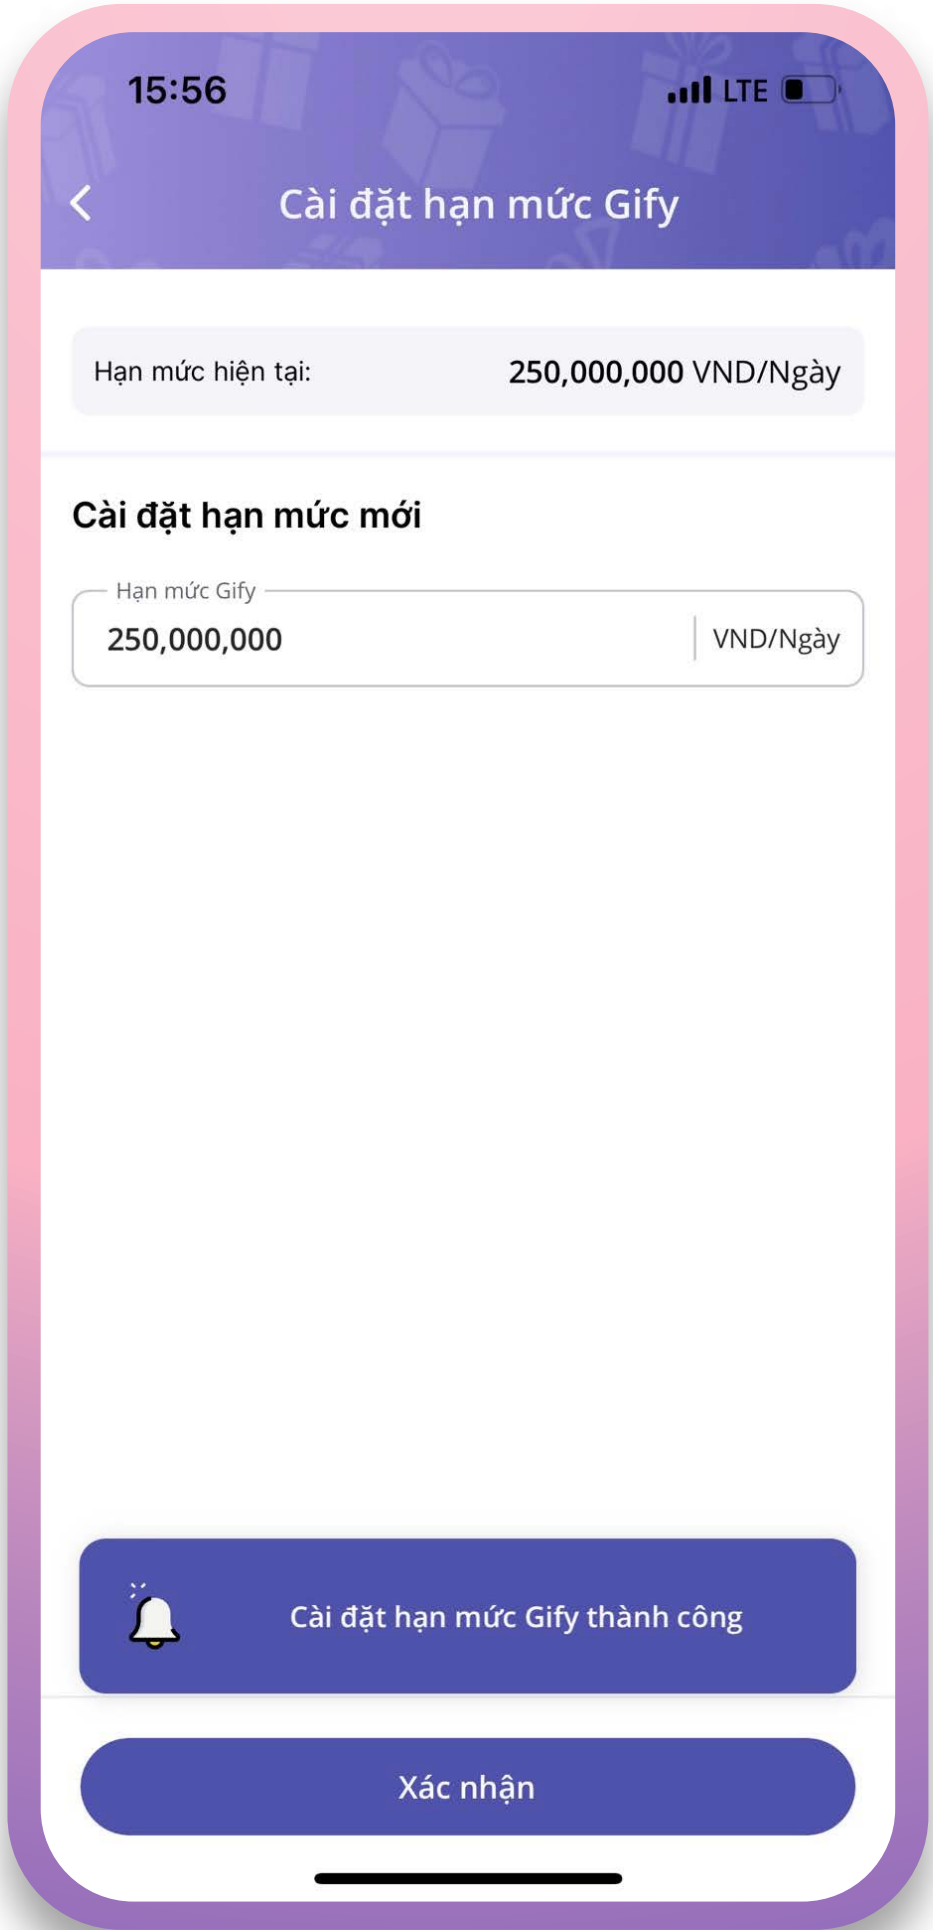 15:56
LTE
Cài đặt hạn mức Gify
Hạn mức hiện tại: 250,000,000 VND/Ngày
Cài đặt hạn mức mới
Hạn mức Gify
250,000,000 VND/Ngày
Cài đặt hạn mức Gify thành công
Xác nhận